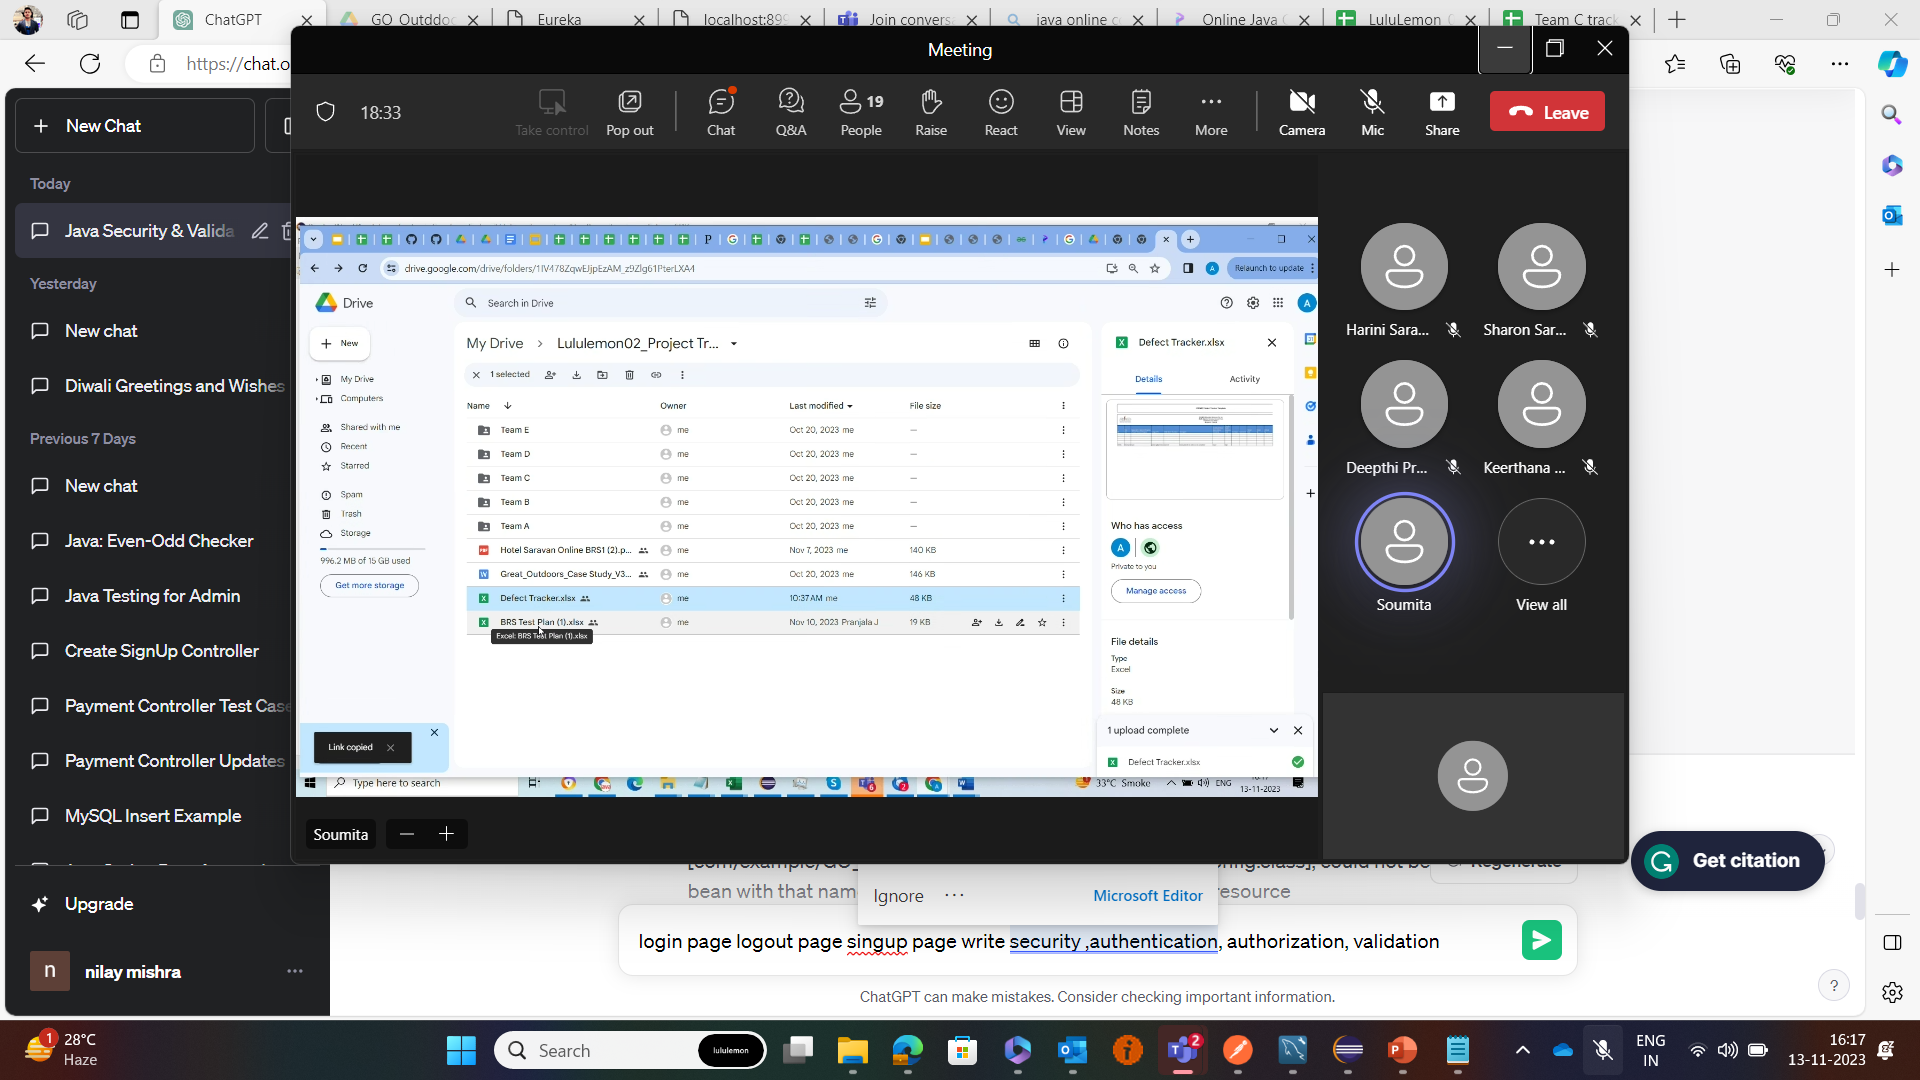 ChatGPT
GO_Outddoc
Eureka
localhost:899
Join convers
java online c
Online Java
LuluLemon
Team C track
https://chat.o
Meeting
18:33
Take control
Pop out
Chat
Q&A
19
People
Raise
React
View
Notes
More
Camera
Mic
Share
Leave
New Chat
Today
Java Security & Valida
Yesterday
New chat
Diwali Greetings and Wishes
Previous 7 Days
New chat
Java: Even-Odd Checker
Java Testing for Admin
Create SignUp Controller
Payment Controller Test Case
Payment Controller Updates
MySQL Insert Example
Upgrade
n
nilay mishra
drive.google.com/drive/folders/1IV478ZqwEJjpEzAM_z9Zlg61PterLXA4
Relaunch to update
Drive
Search in Drive
A
New
My Drive
Computers
Shared with me
Recent
Starred
Spam
Trash
Storage
996.2 MB of 15 GB used
Get more storage
My Drive > Lululemon02_Project Tr...
1 selected
Name Owner Last modified File size
Team E me Oct 20, 2023 me —
Team D me Oct 20, 2023 me —
Team C me Oct 20, 2023 me —
Team B me Oct 20, 2023 me —
Team A me Oct 20, 2023 me —
Hotel Saravan Online BRS1 (2).p... me Nov 7, 2023 me 140 KB
Great_Outdoors_Case Study_V3... me Oct 20, 2023 me 146 KB
Defect Tracker.xlsx me 10:37 AM me 48 KB
BRS Test Plan (1).xlsx me Nov 10, 2023 Pranjala J 19 KB
Excel: BRS Test Plan (1).xlsx
Defect Tracker.xlsx
Details
Activity
Who has access
A
Private to you
Manage access
File details
Type
Excel
Size
48 KB
1 upload complete
Defect Tracker.xlsx
Link copied
Type here to search
33°C Smoke
ENG
16:17
13-11-2023
Harini Sara...
Sharon Sar...
Deepthi Pr...
Keerthana ...
Soumita
View all
Soumita
bean with that nam
esource
Regenerate
Ignore
Microsoft Editor
Get citation
login page logout page singup page write security ,authentication, authorization, validation
ChatGPT can make mistakes. Consider checking important information.
?
1
28°C
Haze
Search
lululemon
2
ENG
IN
16:17
13-11-2023